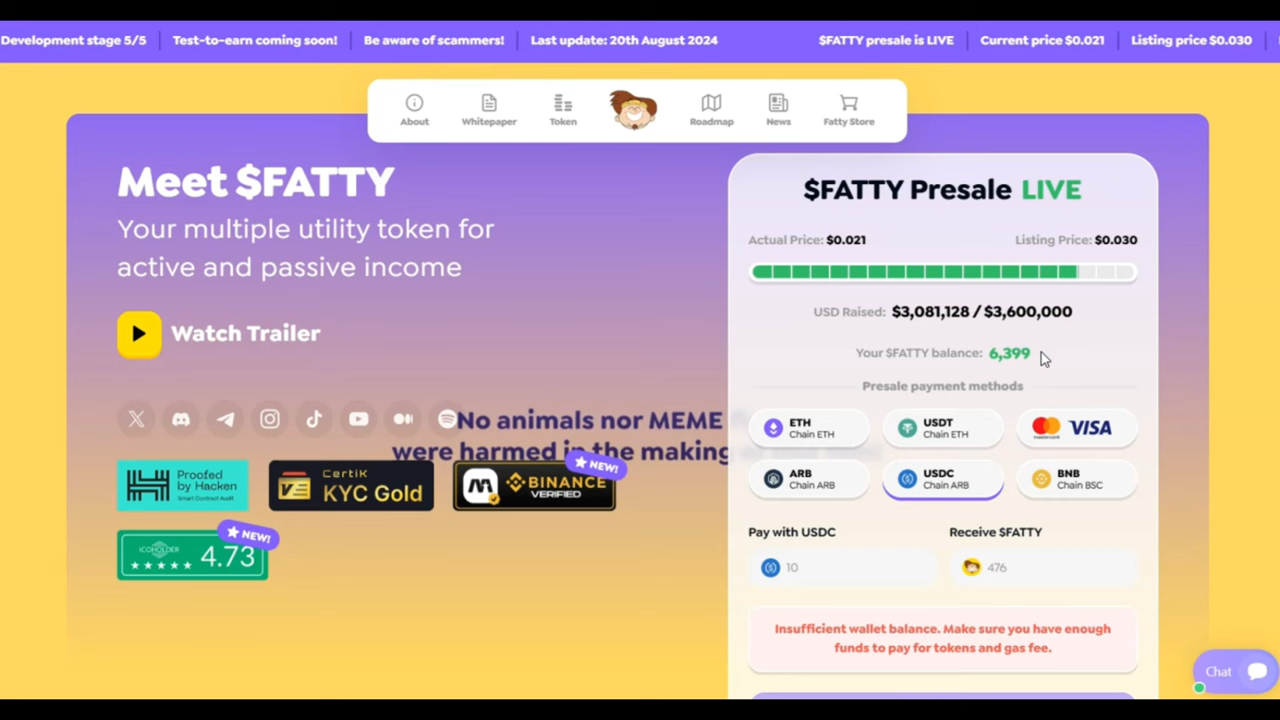 Development stage 5/5 Test-to-earn coming soon! Be aware of scammers! Last update: 20th August 2024 $FATTY presale is LIVE Current price $0.021 Listing price $0.030
About Whitepaper Token Roadmap News Fatty Store
Meet $FATTY
Your multiple utility token for
active and passive income
Watch Trailer
No animals nor MEME
were harmed in the making
Proofed
by Hacken
Smart Contract Audit
CERTIK
KYC Gold
BINANCE
VERIFIED
NEW!
ICOHOLDER
4.73
NEW!
$FATTY Presale LIVE
Actual Price: $0.021 Listing Price: $0.030
USD Raised: $3,081,128 / $3,600,000
Your $FATTY balance: 6,399
Presale payment methods
ETH
Chain ETH
USDT
Chain ETH
mastercard VISA
ARB
Chain ARB
USDC
Chain ARB
BNB
Chain BSC
Pay with USDC Receive $FATTY
10 476
Insufficient wallet balance. Make sure you have enough
funds to pay for tokens and gas fee.
Chat